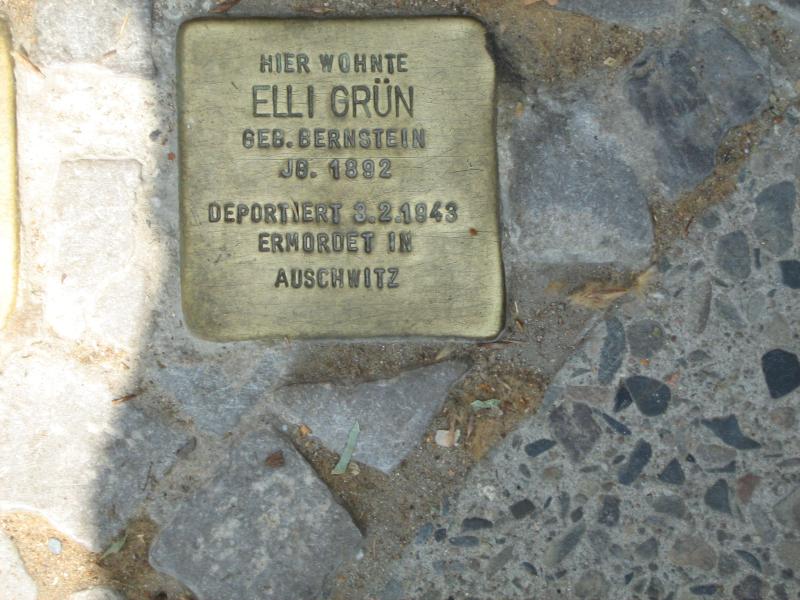 HIER WOHNTE
ELLI GRÜN
GEB. BERNSTEIN
JG. 1892
DEPORTIERT 3.2.1943
ERMORDET IN
AUSCHWITZ